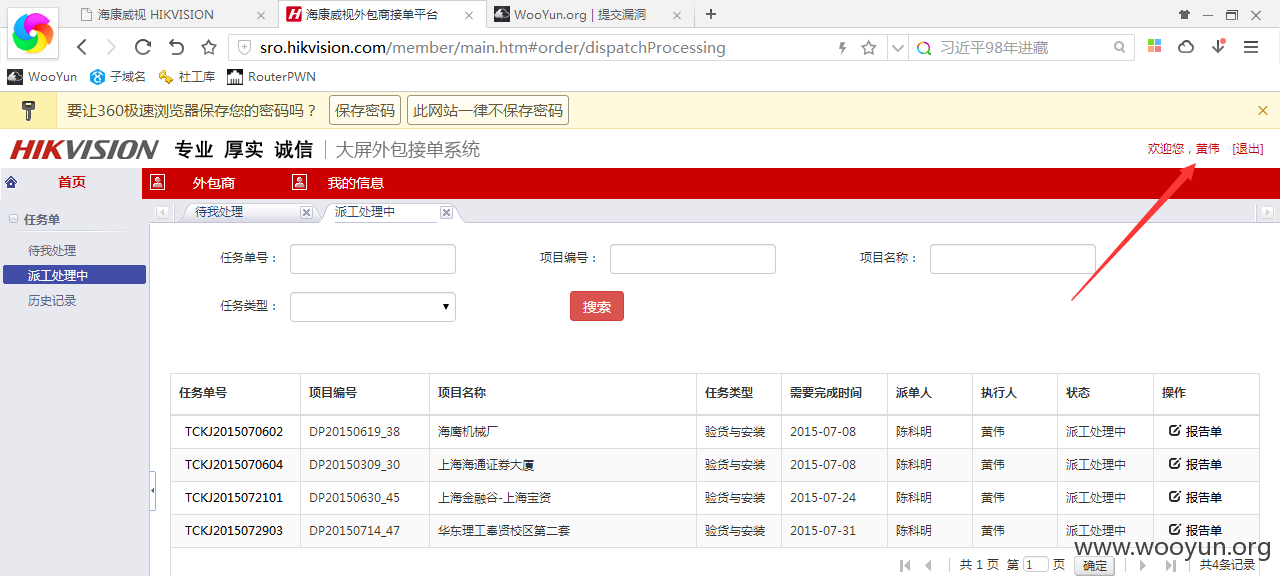 海康威视 HIKVISION
海康威视外包商接单平台
WooYun.org | 提交漏洞
sro.hikvision.com/member/main.htm#order/dispatchProcessing
习近平98年进藏
WooYun 子域名 社工库 RouterPWN
要让360极速浏览器保存您的密码吗？ 保存密码 此网站一律不保存密码
HIKVISION 专业 厚实 诚信 大屏外包接单系统
欢迎您，黄伟 [退出]
首页 外包商 我的信息
待我处理 派工处理中
任务单
待我处理
派工处理中
历史记录
任务单号： 项目编号： 项目名称：
任务类型： 搜索
任务单号 项目编号 项目名称 任务类型 需要完成时间 派单人 执行人 状态 操作
TCKJ2015070602 DP20150619_38 海鹰机械厂 验货与安装 2015-07-08 陈科明 黄伟 派工处理中 报告单
TCKJ2015070604 DP20150309_30 上海海通证券大厦 验货与安装 2015-07-08 陈科明 黄伟 派工处理中 报告单
TCKJ2015072101 DP20150630_45 上海金融谷-上海宝资 验货与安装 2015-07-24 陈科明 黄伟 派工处理中 报告单
TCKJ2015072903 DP20150714_47 华东理工奉贤校区第二套 验货与安装 2015-07-31 陈科明 黄伟 派工处理中 报告单
共 1 页 第 1 页 确定 共4条记录
www.wooyun.org